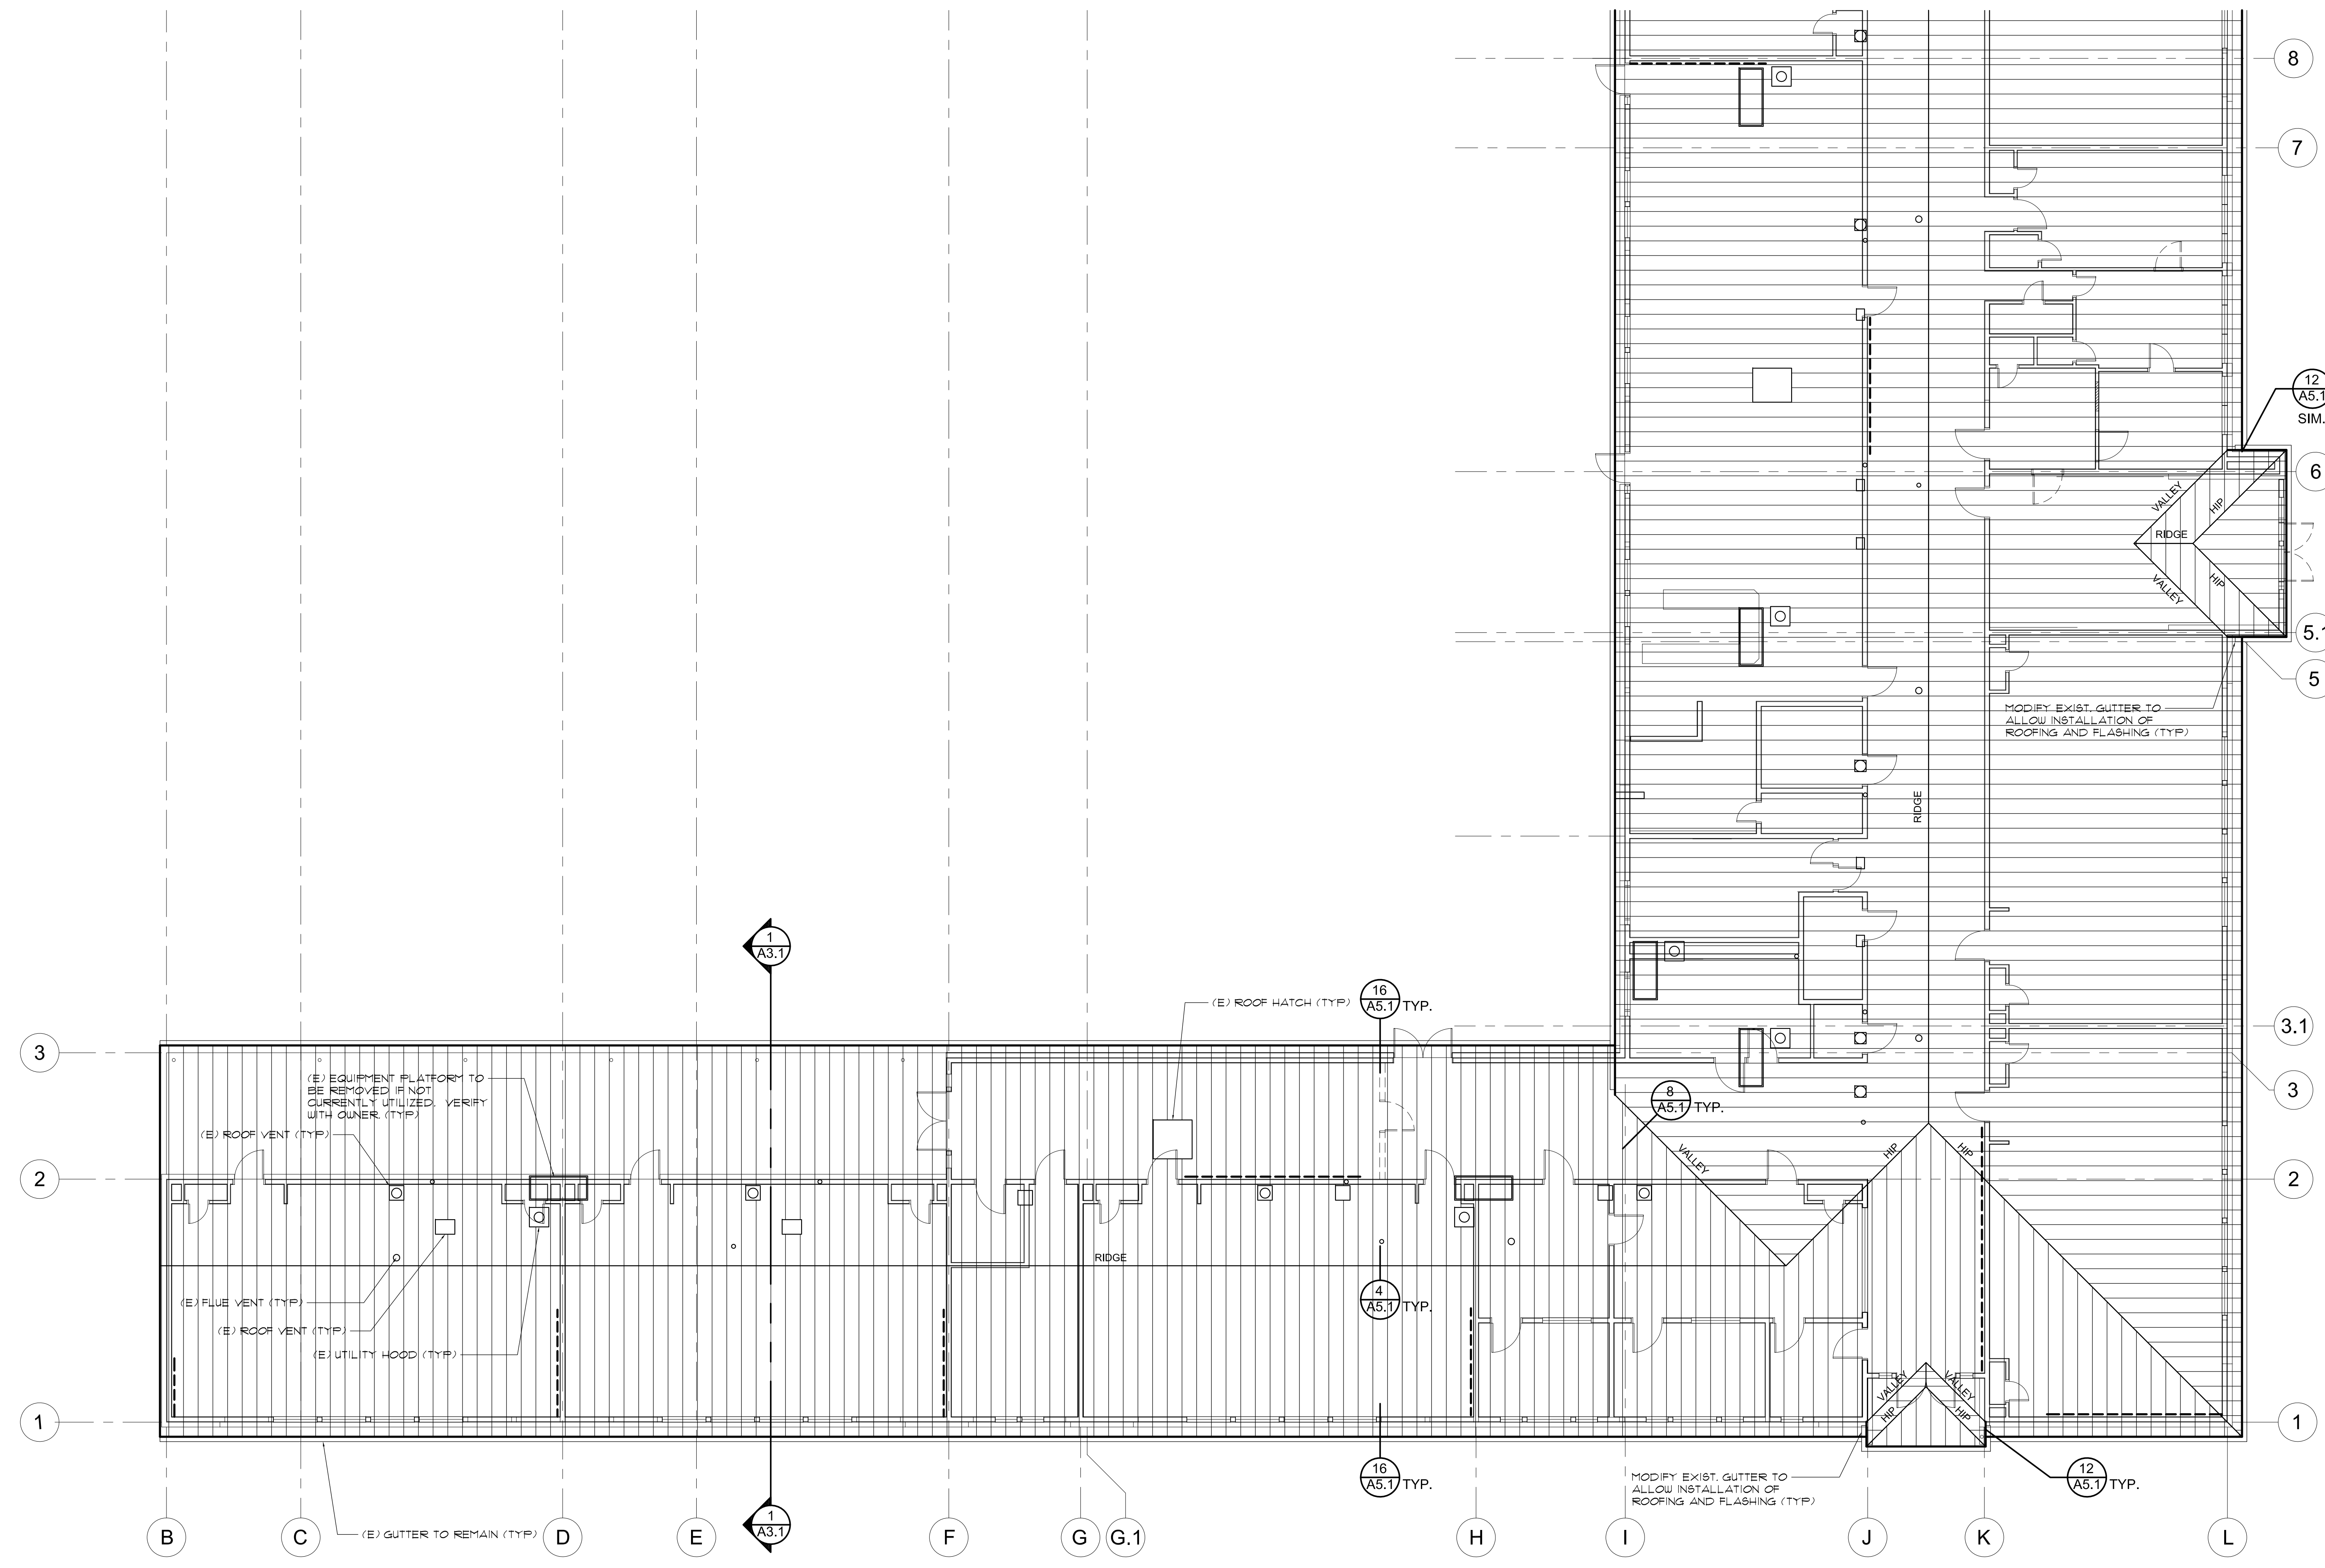 8
7
12
A5.1
SIM.
6
VALLEY
HIP
RIDGE
VALLEY
HIP
5.1
5
MODIFY EXIST. GUTTER TO
ALLOW INSTALLATION OF
ROOFING AND FLASHING (TYP)
RIDGE
1
A3.1
16
A5.1 TYP.
(E) ROOF HATCH (TYP)
3.1
3
3
(E) EQUIPMENT PLATFORM TO
BE REMOVED IF NOT
CURRENTLY UTILIZED. VERIFY
WITH OWNER. (TYP)
8
A5.1 TYP.
(E) ROOF VENT (TYP)
VALLEY
HIP
HIP
2
2
RIDGE
(E) FLUE VENT (TYP)
4
A5.1 TYP.
(E) ROOF VENT (TYP)
(E) UTILITY HOOD (TYP)
VALLEY
VALLEY
HIP
HIP
1
1
16
A5.1 TYP.
MODIFY EXIST. GUTTER TO
ALLOW INSTALLATION OF
ROOFING AND FLASHING (TYP)
12
A5.1 TYP.
1
A3.1
(E) GUTTER TO REMAIN (TYP)
B
C
D
E
F
G
G.1
H
I
J
K
L